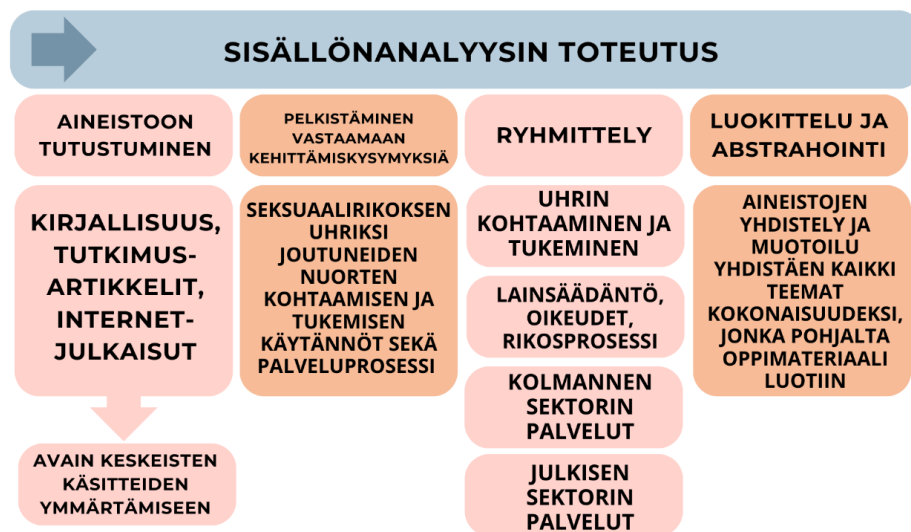 SISÄLLÖNANALYYSIN TOTEUTUS
AINEISTOON
TUTUSTUMINEN
KIRJALLISUUS,
TUTKIMUS-
ARTIKKELIT,
INTERNET-
JULKAISUT
AVAIN KESKEISTEN
KÄSITTEIDEN
YMMÄRTÄMISEEN
PELKISTÄMINEN
VASTAAMAAN
KEHITTÄMISKYSYMYKSIÄ
SEKSUAALIRIKOKSEN
UHRIKSI
JOUTUNEIDEN
NUORTEN
KOHTAAMISEN JA
TUKEMISEN
KÄYTÄNNÖT SEKÄ
PALVELUPROSESSI
RYHMITTELY
UHRIN
KOHTAAMINEN JA
TUKEMINEN
LAINSÄÄDÄNTÖ,
OIKEUDET,
RIKOSPROSESSI
KOLMANNEN
SEKTORIN
PALVELUT
JULKISEN
SEKTORIN
PALVELUT
LUOKITTELU JA
ABSTRAHOINTI
AINEISTOJEN
YHDISTELY JA
MUOTOILU
YHDISTÄEN KAIKKI
TEEMAT
KOKONAISUUDEKSI,
JONKA POHJALTA
OPPIMATERIAALI
LUOTIIN